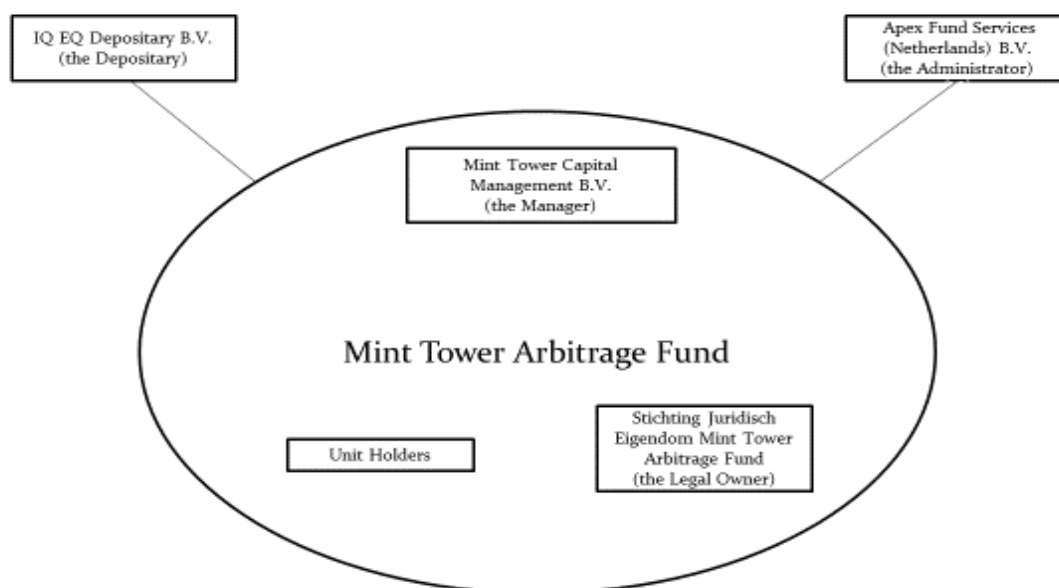 IQ EQ Depositary B.V.
(the Depositary)
Apex Fund Services
(Netherlands) B.V.
(the Administrator)
Mint Tower Capital
Management B.V.
(the Manager)
Mint Tower Arbitrage Fund
Unit Holders
Stichting Juridisch
Eigendom Mint Tower
Arbitrage Fund
(the Legal Owner)